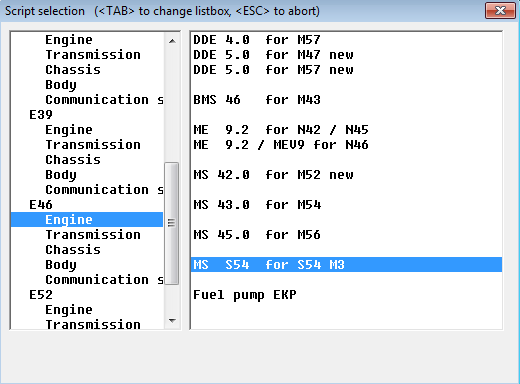 Script selection (<TAB> to change listbox, <ESC> to abort)
Engine
Transmission
Chassis
Body
Communication s
E39
Engine
Transmission
Chassis
Body
Communication s
E46
Engine
Transmission
Chassis
Body
Communication s
E52
Engine
Transmission
DDE 4.0 for M57
DDE 5.0 for M47 new
DDE 5.0 for M57 new
BMS 46 for M43
ME 9.2 for N42 / N45
ME 9.2 / MEV9 for N46
MS 42.0 for M52 new
MS 43.0 for M54
MS 45.0 for M56
MS S54 for S54 M3
Fuel pump EKP